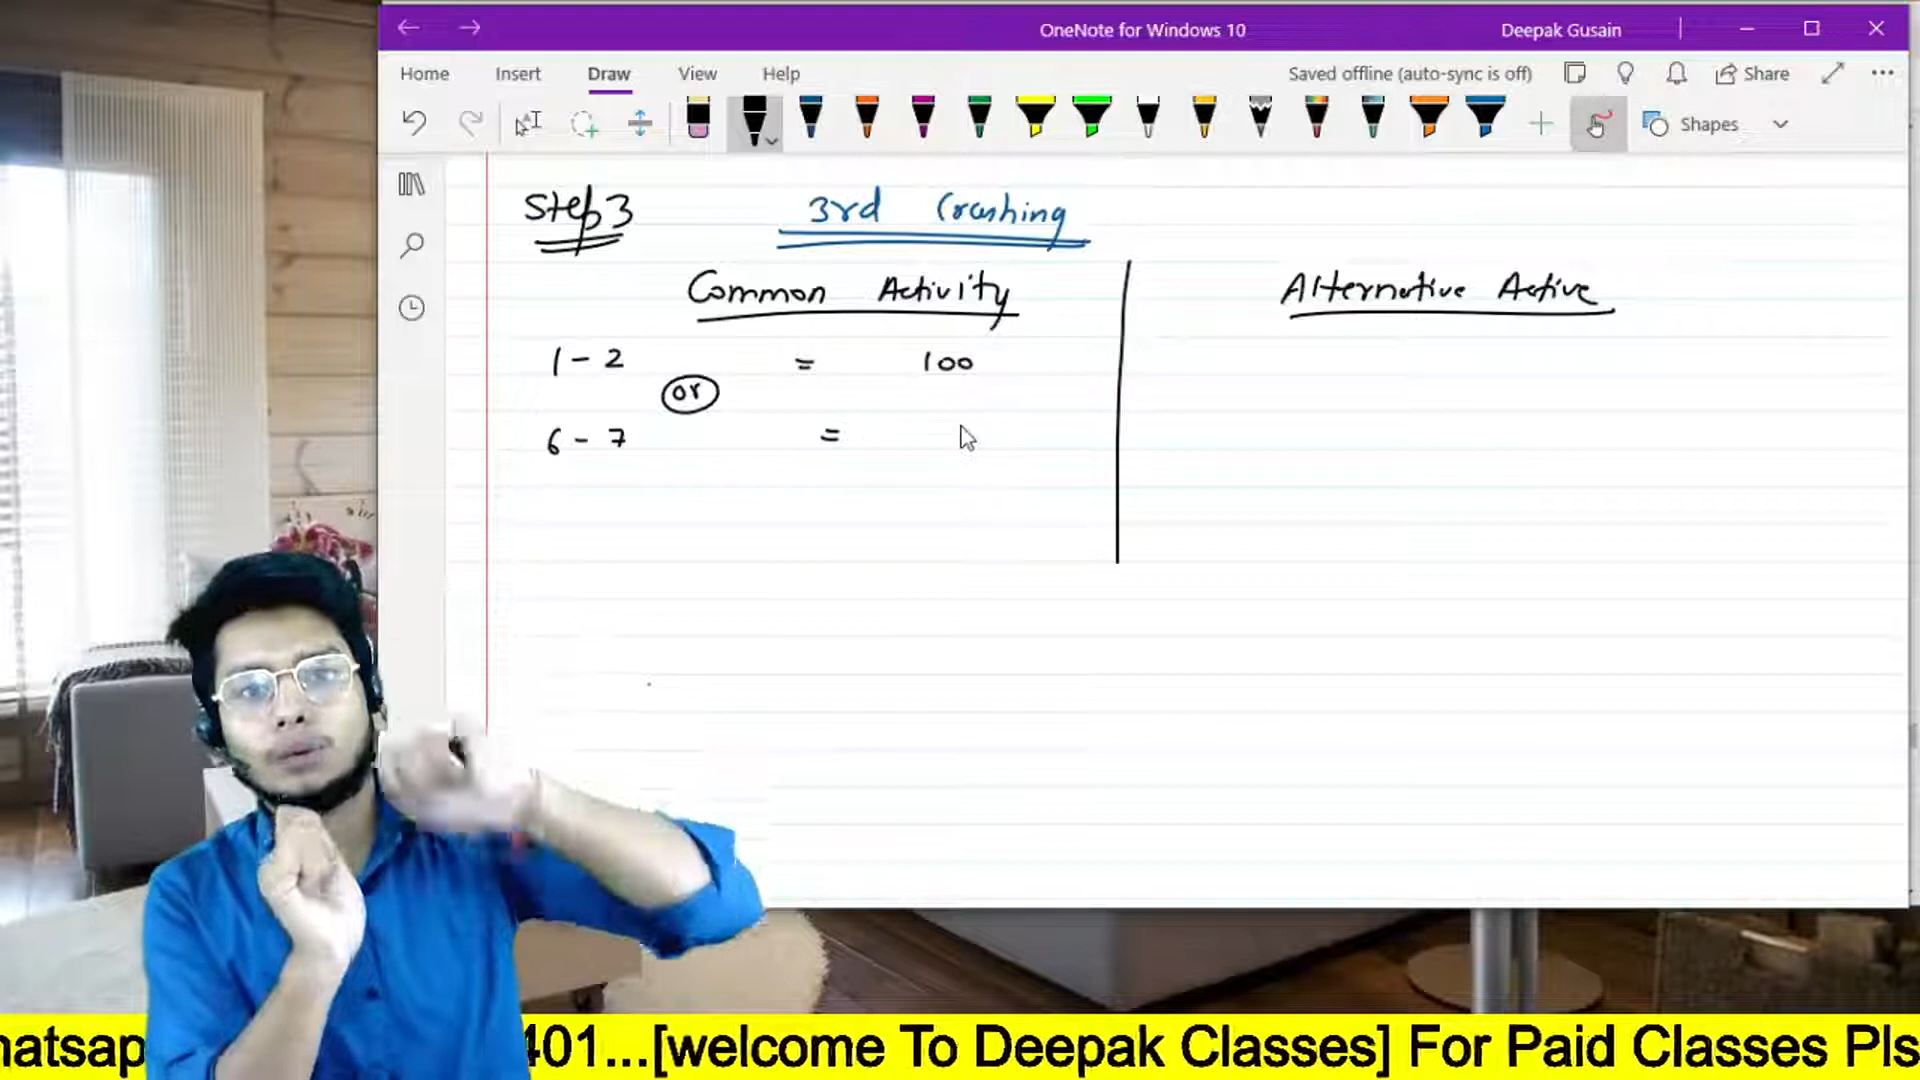 OneNote for Windows 10
Deepak Gusain
Home Insert Draw View Help
Saved offline (auto-sync is off)
Share
Shapes
Step 3
3rd Crashing
Common Activity
Alternative Active
1 - 2 = 100
or
6 - 7 =
hatsap 401...[welcome To Deepak Classes] For Paid Classes Pls